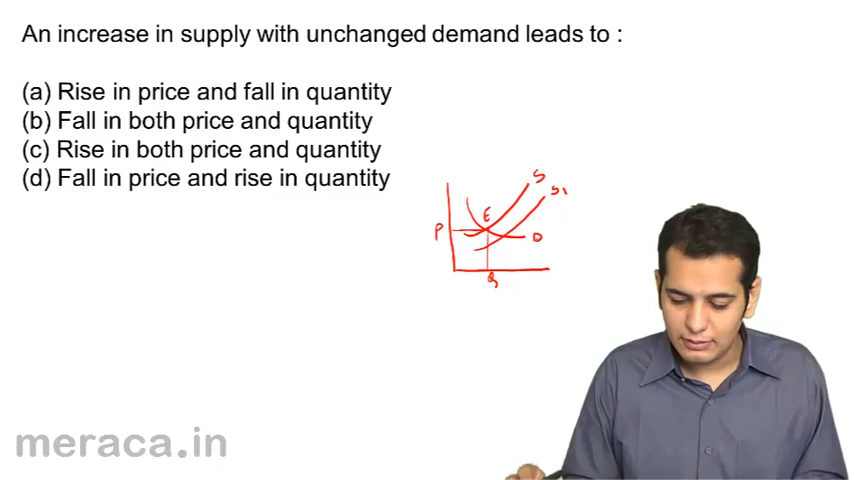 An increase in supply with unchanged demand leads to :
(a) Rise in price and fall in quantity
(b) Fall in both price and quantity
(c) Rise in both price and quantity
(d) Fall in price and rise in quantity
S
S1
E
P
D
Q
meraca.in